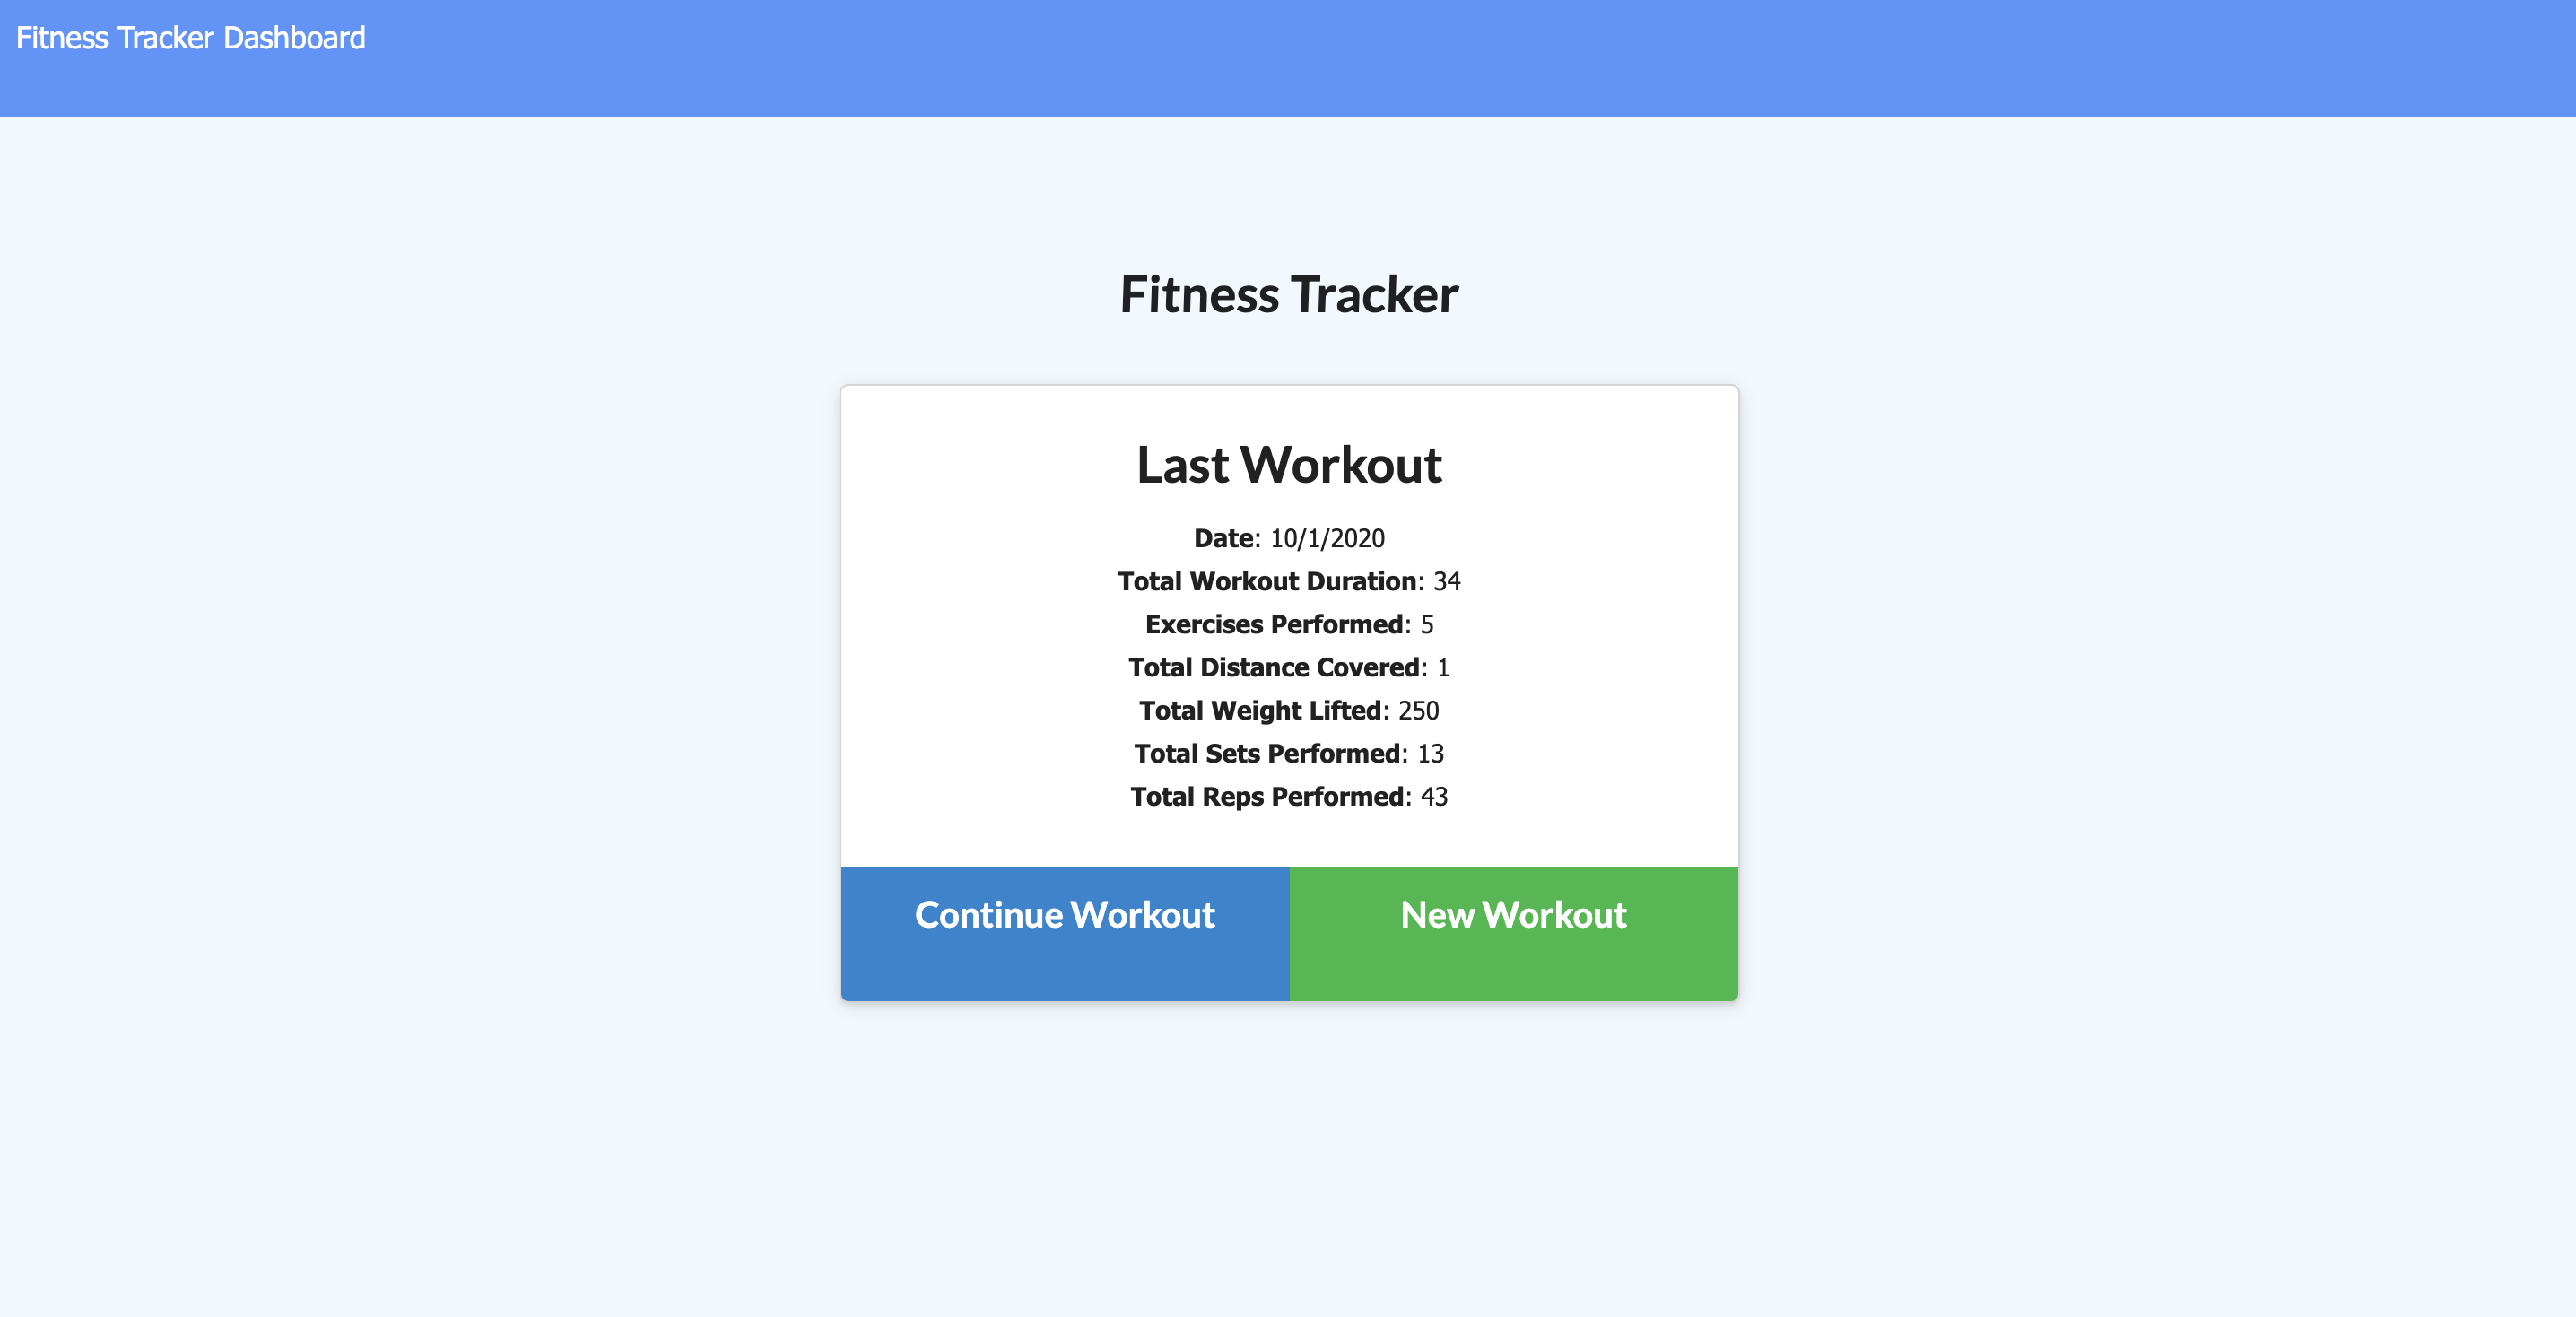 Fitness Tracker Dashboard
Fitness Tracker
Last Workout
Date: 10/1/2020
Total Workout Duration: 34
Exercises Performed: 5
Total Distance Covered: 1
Total Weight Lifted: 250
Total Sets Performed: 13
Total Reps Performed: 43
Continue Workout New Workout